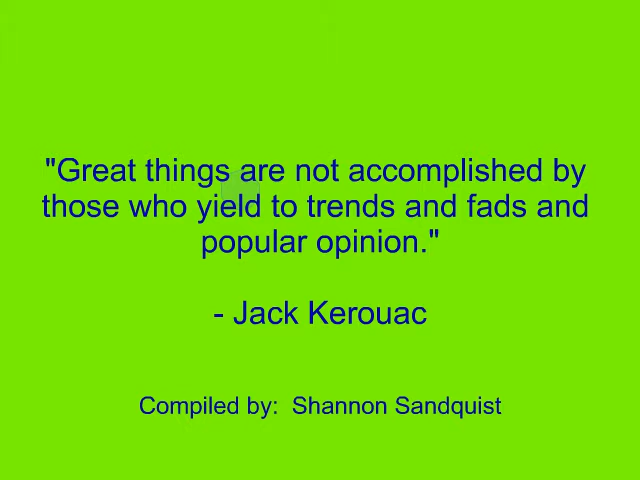 "Great things are not accomplished by
those who yield to trends and fads and
popular opinion."
- Jack Kerouac
Compiled by:  Shannon Sandquist